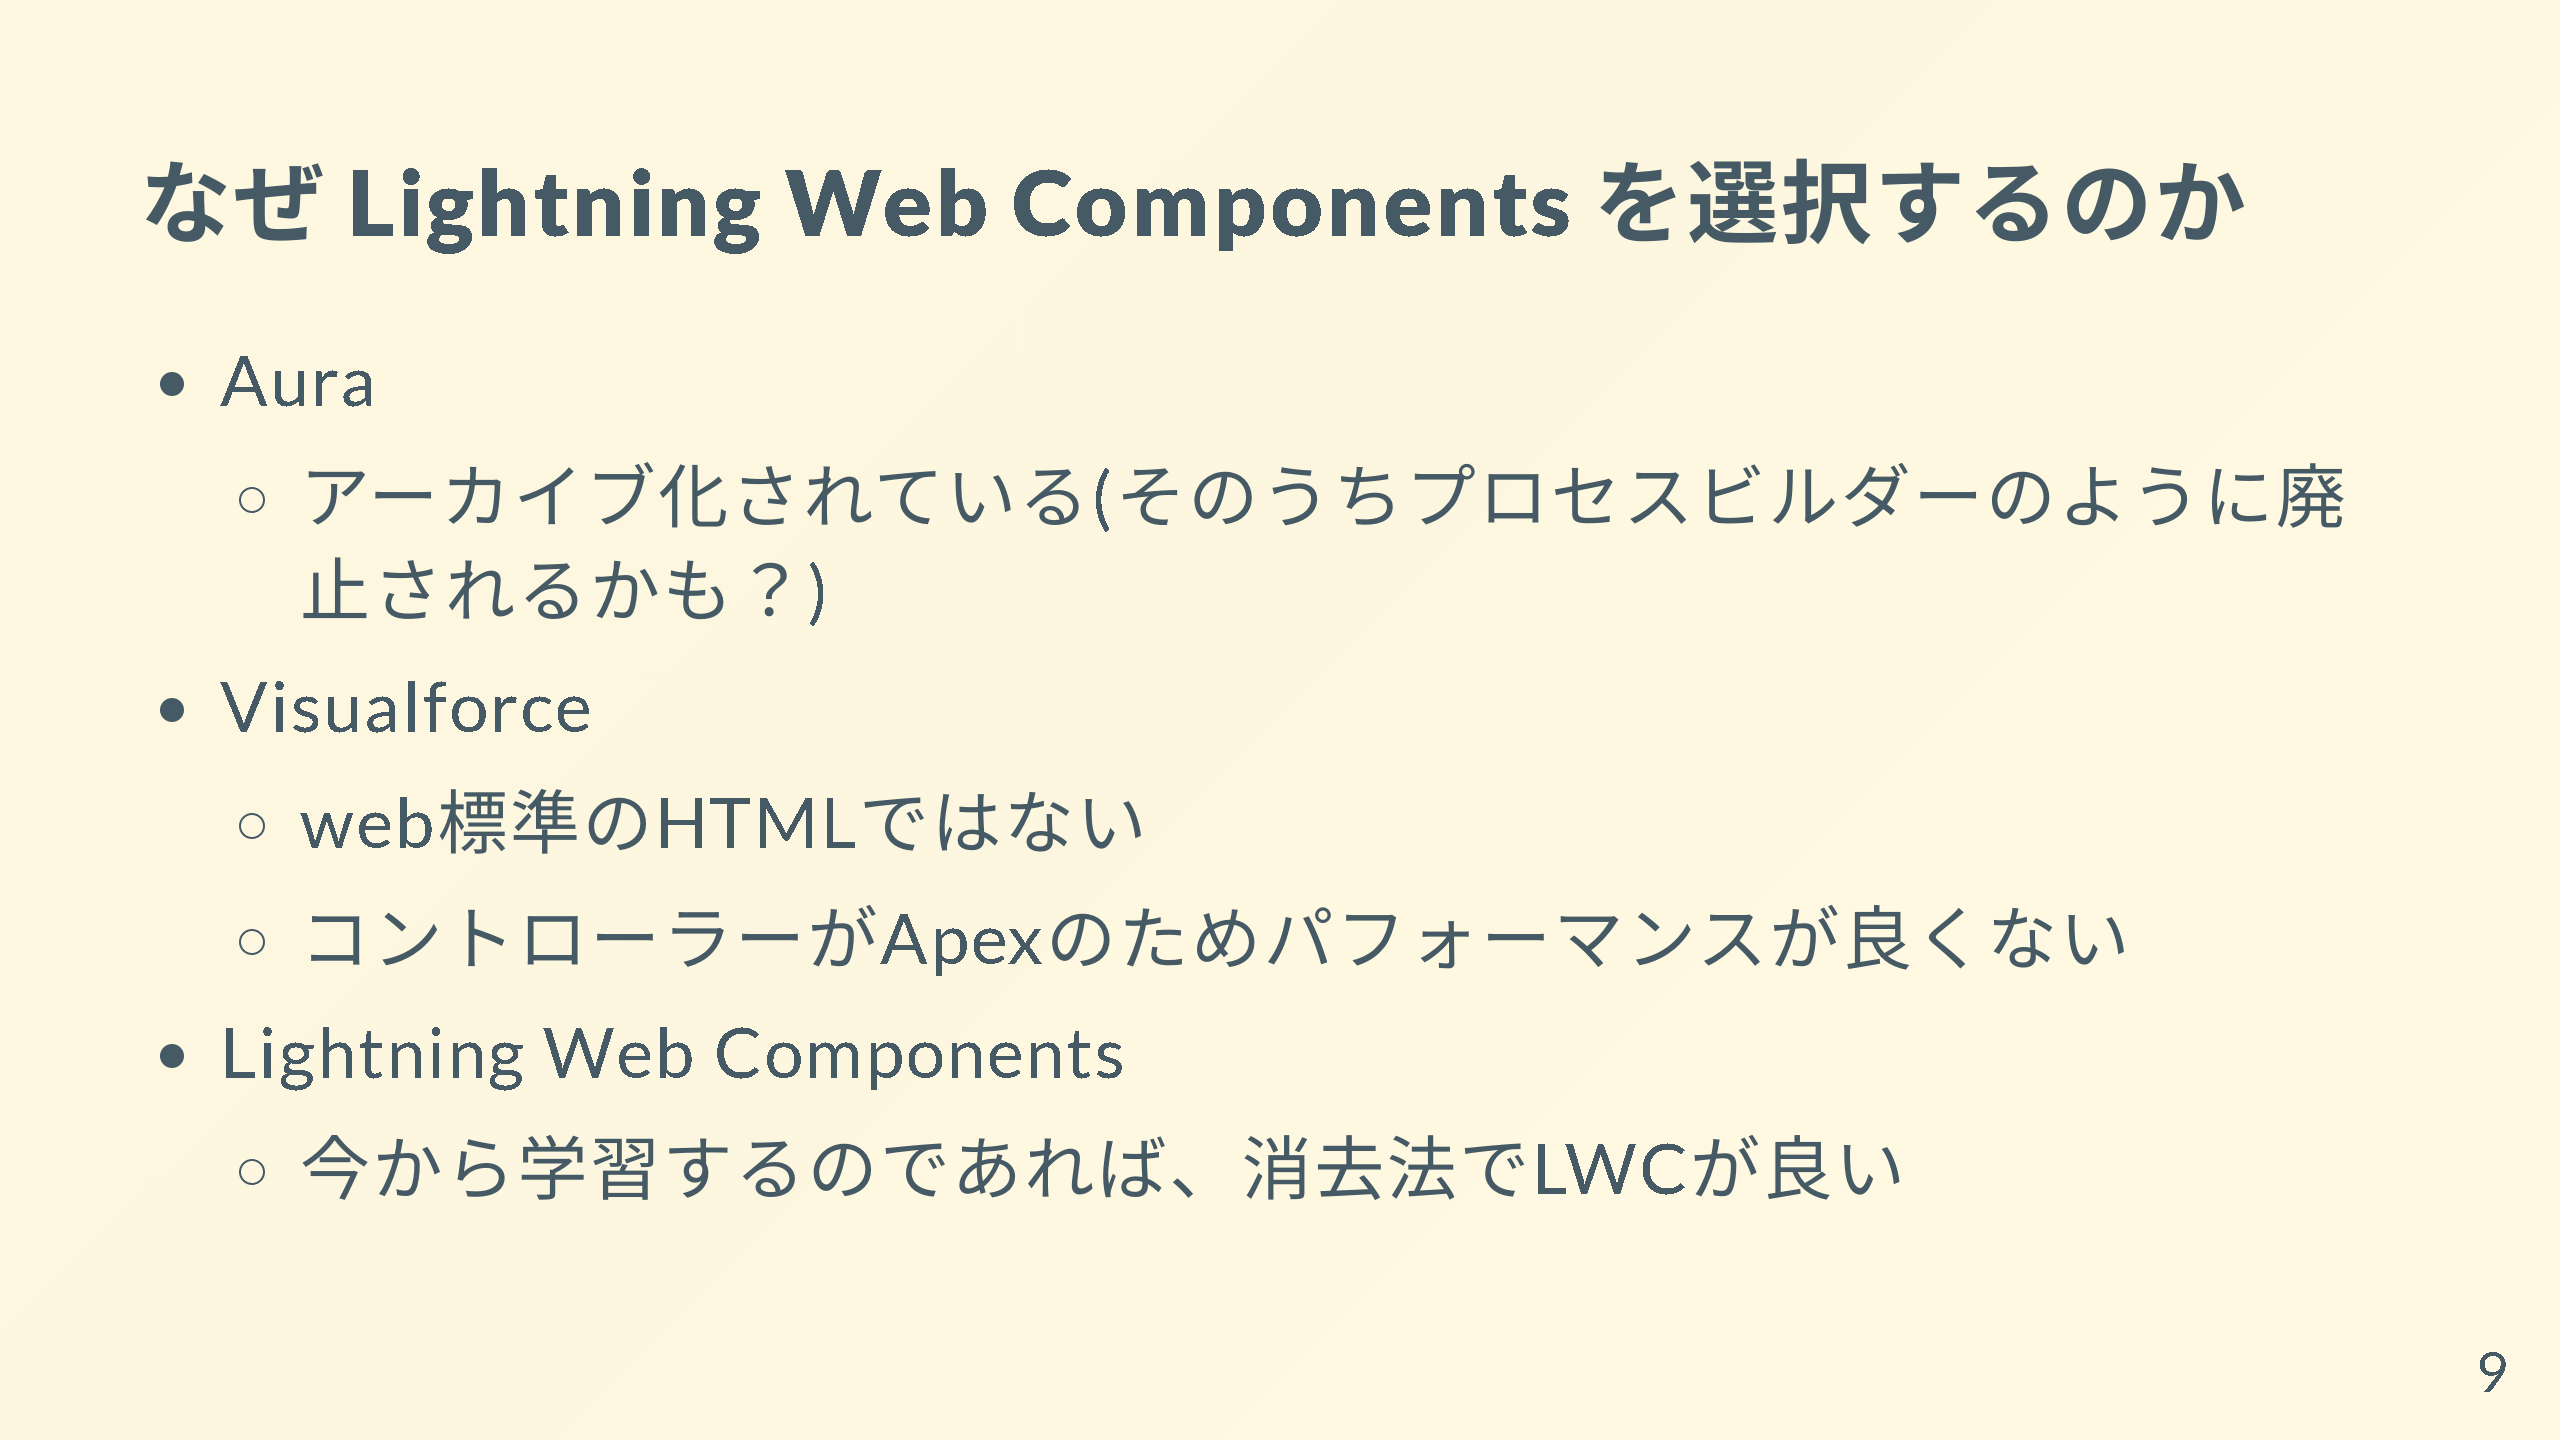 なぜ Lightning Web Components を選択するのか
Aura
アーカイブ化されている(そのうちプロセスビルダーのように廃
止されるかも？)
Visualforce
web標準のHTMLではない
コントローラーがApexのためパフォーマンスが良くない
Lightning Web Components
今から学習するのであれば、消去法でLWCが良い
9